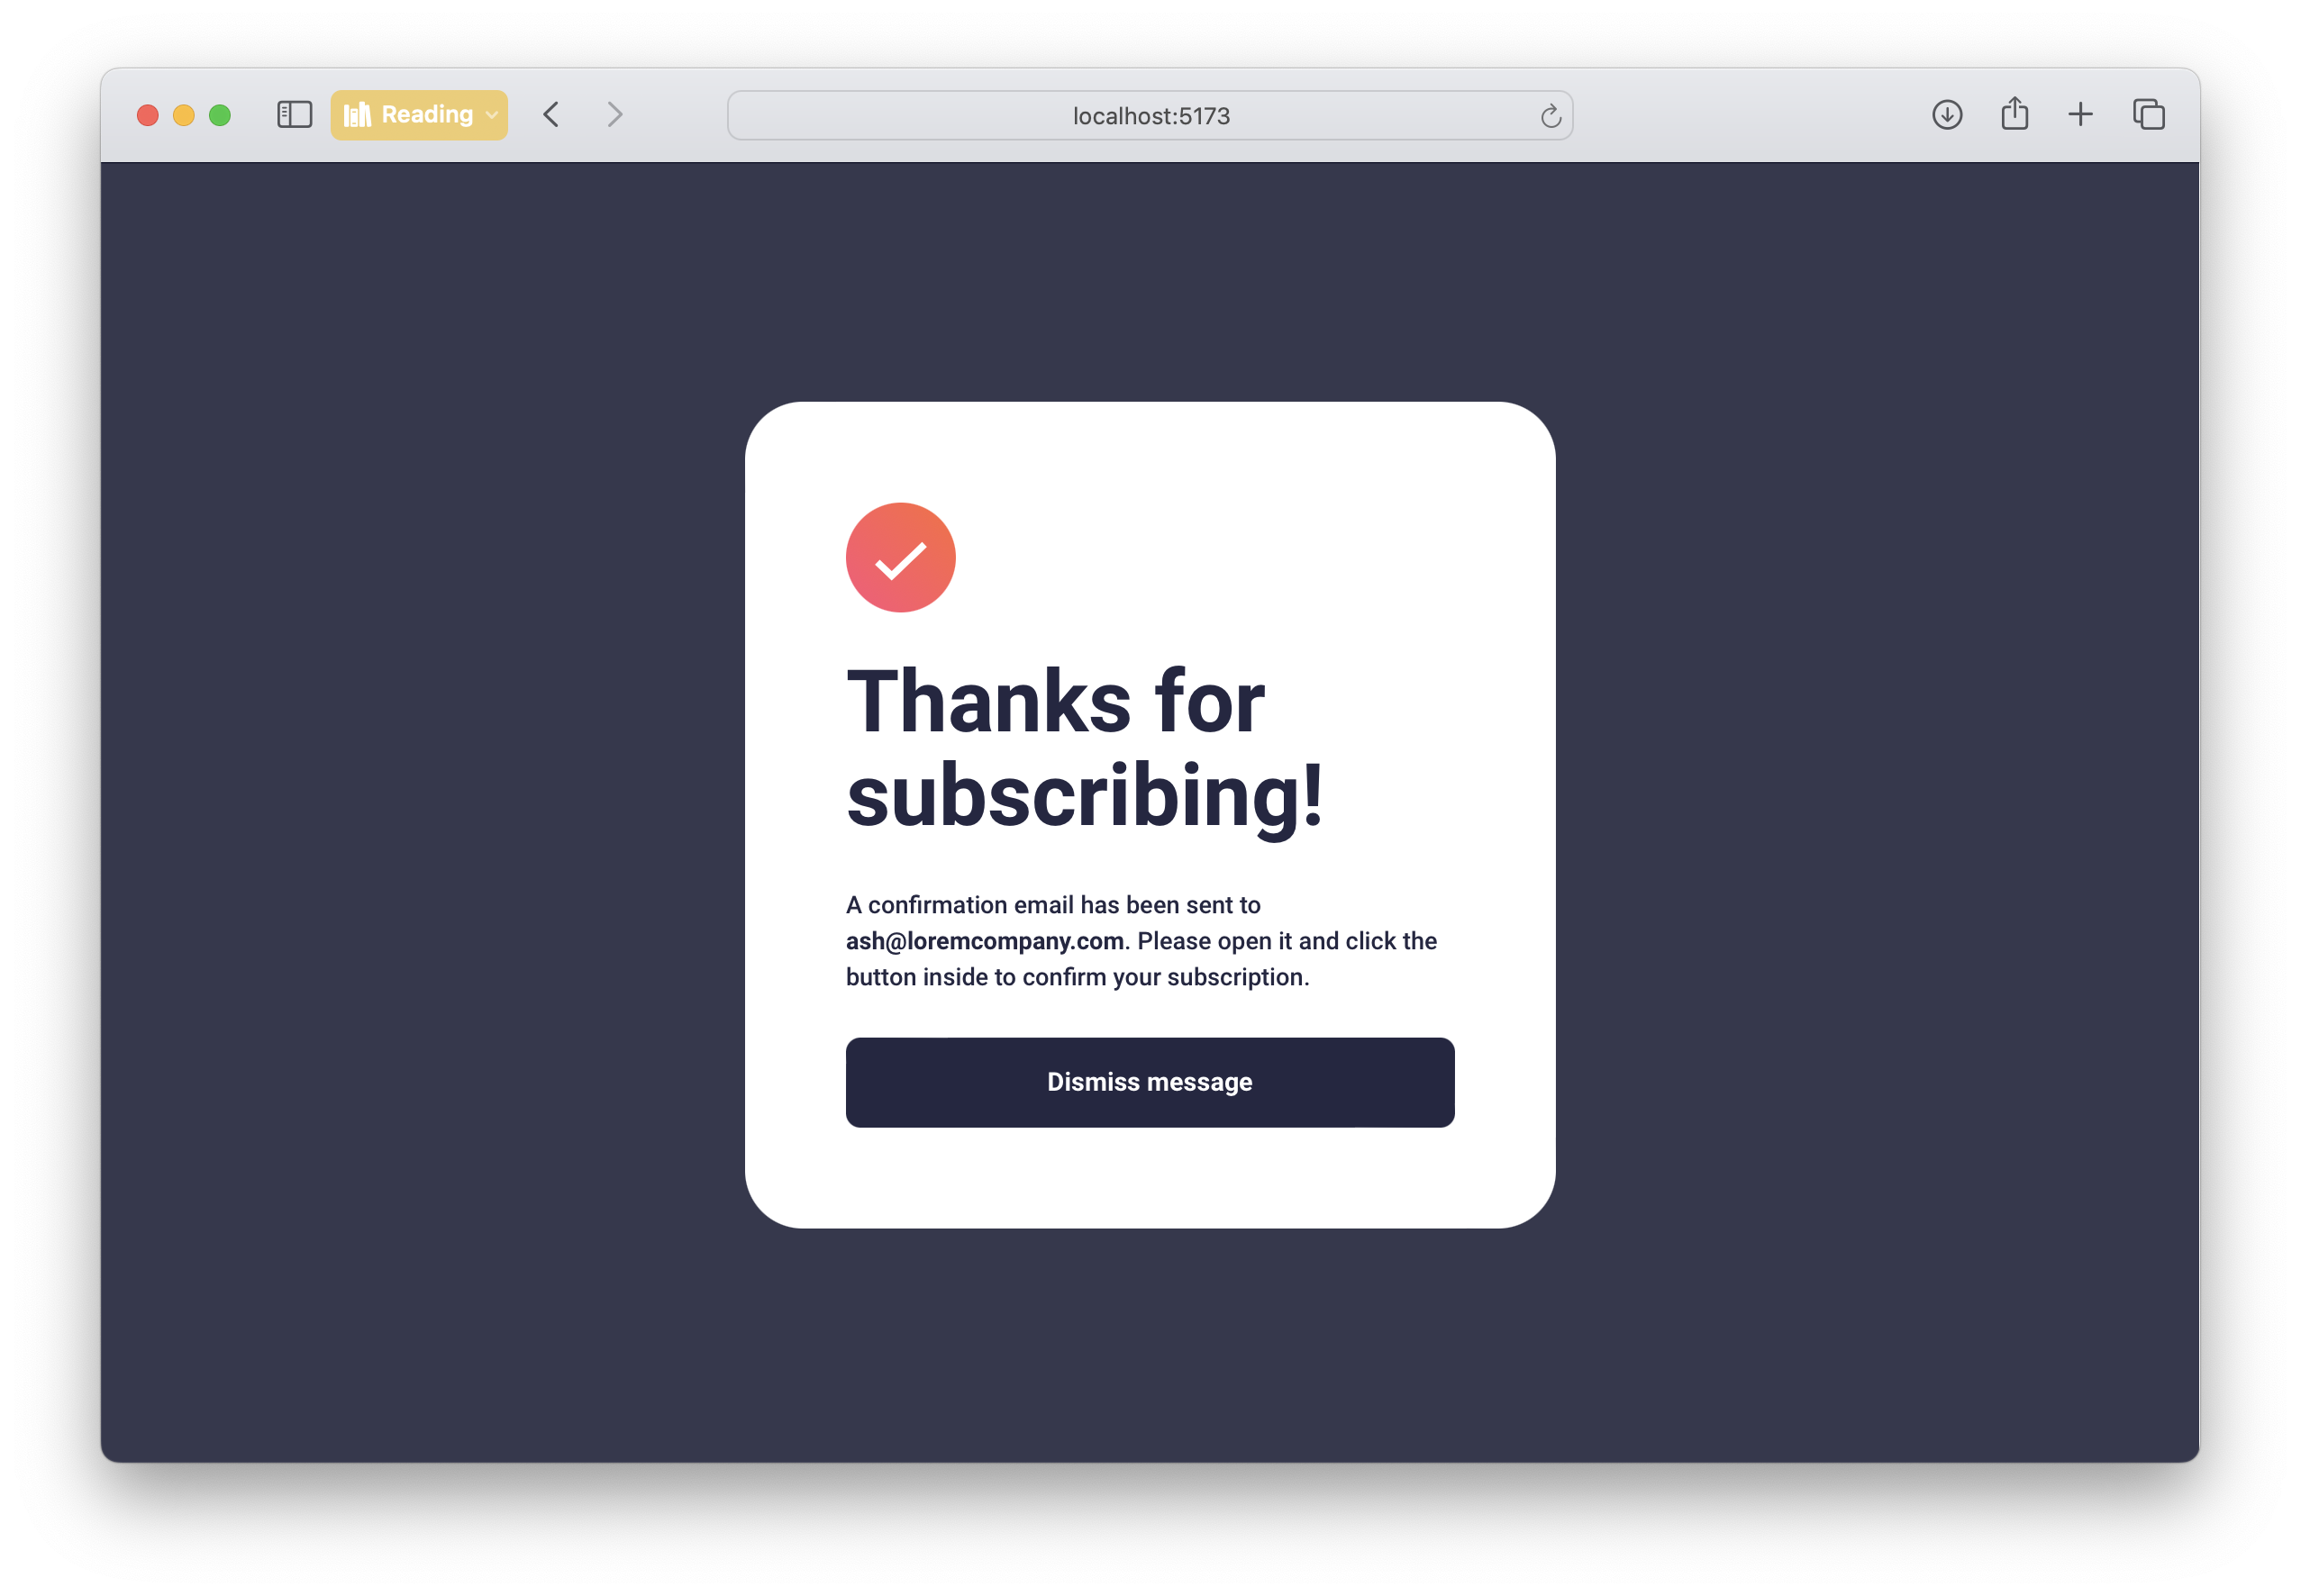 Reading
localhost:5173
Thanks for
subscribing!
A confirmation email has been sent to
ash@loremcompany.com. Please open it and click the
button inside to confirm your subscription.
Dismiss message